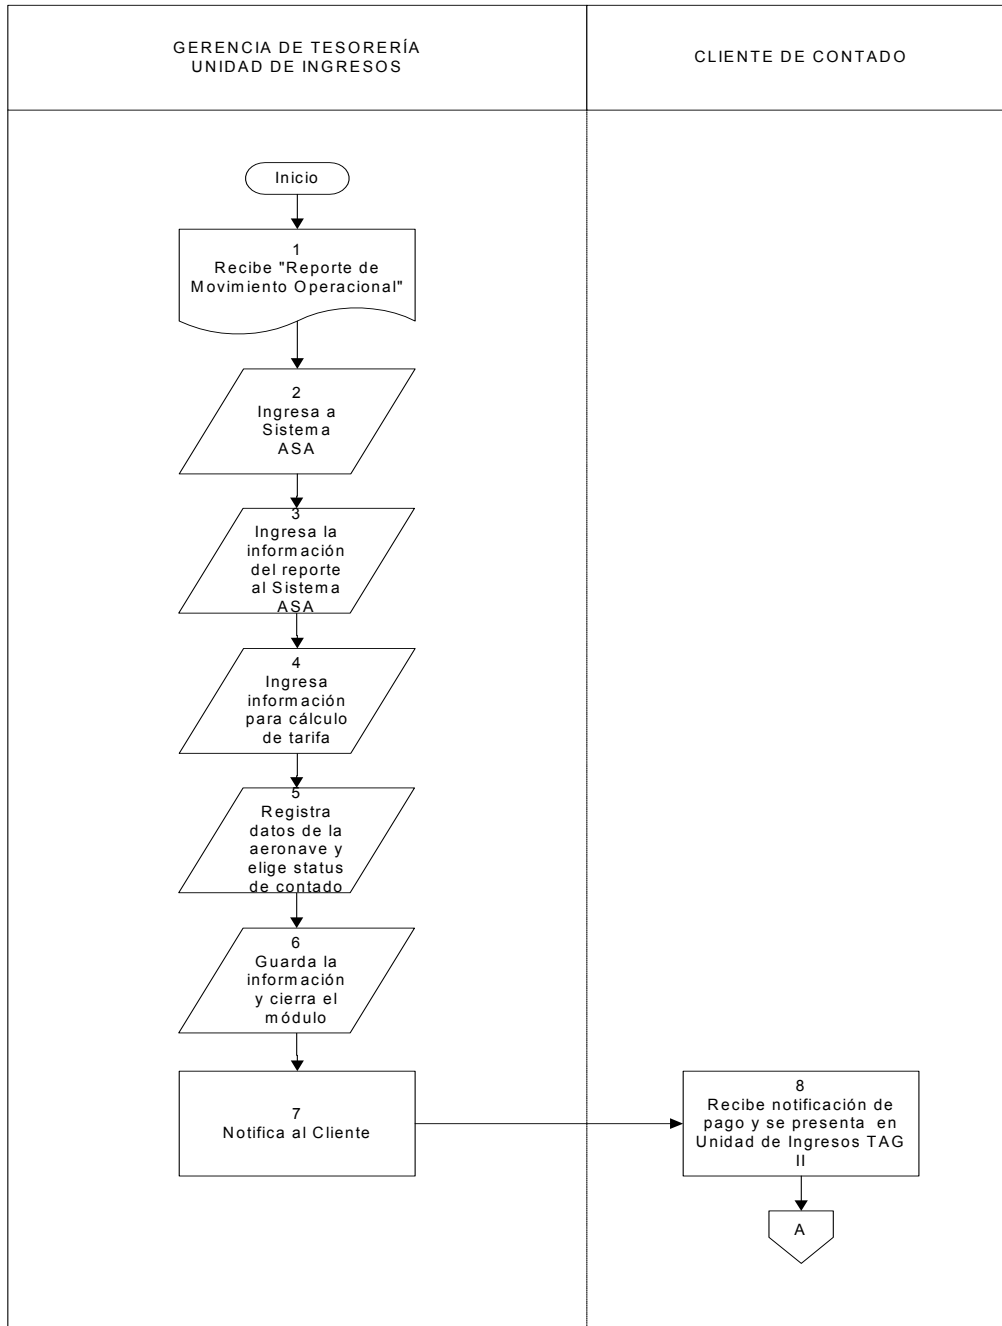 GERENCIA DE TESORERÍA
UNIDAD DE INGRESOS
CLIENTE DE CONTADO
Inicio
1
Recibe "Reporte de
Movimiento Operacional"
2
Ingresa a
Sistema
ASA
3
Ingresa la
información
del reporte
al Sistema
ASA
4
Ingresa
información
para cálculo
de tarifa
5
Registra
datos de la
aeronave y
elige status
de contado
6
Guarda la
información
y cierra el
módulo
7
Notifica al Cliente
8
Recibe notificación de
pago y se presenta en
Unidad de Ingresos TAG
II
A